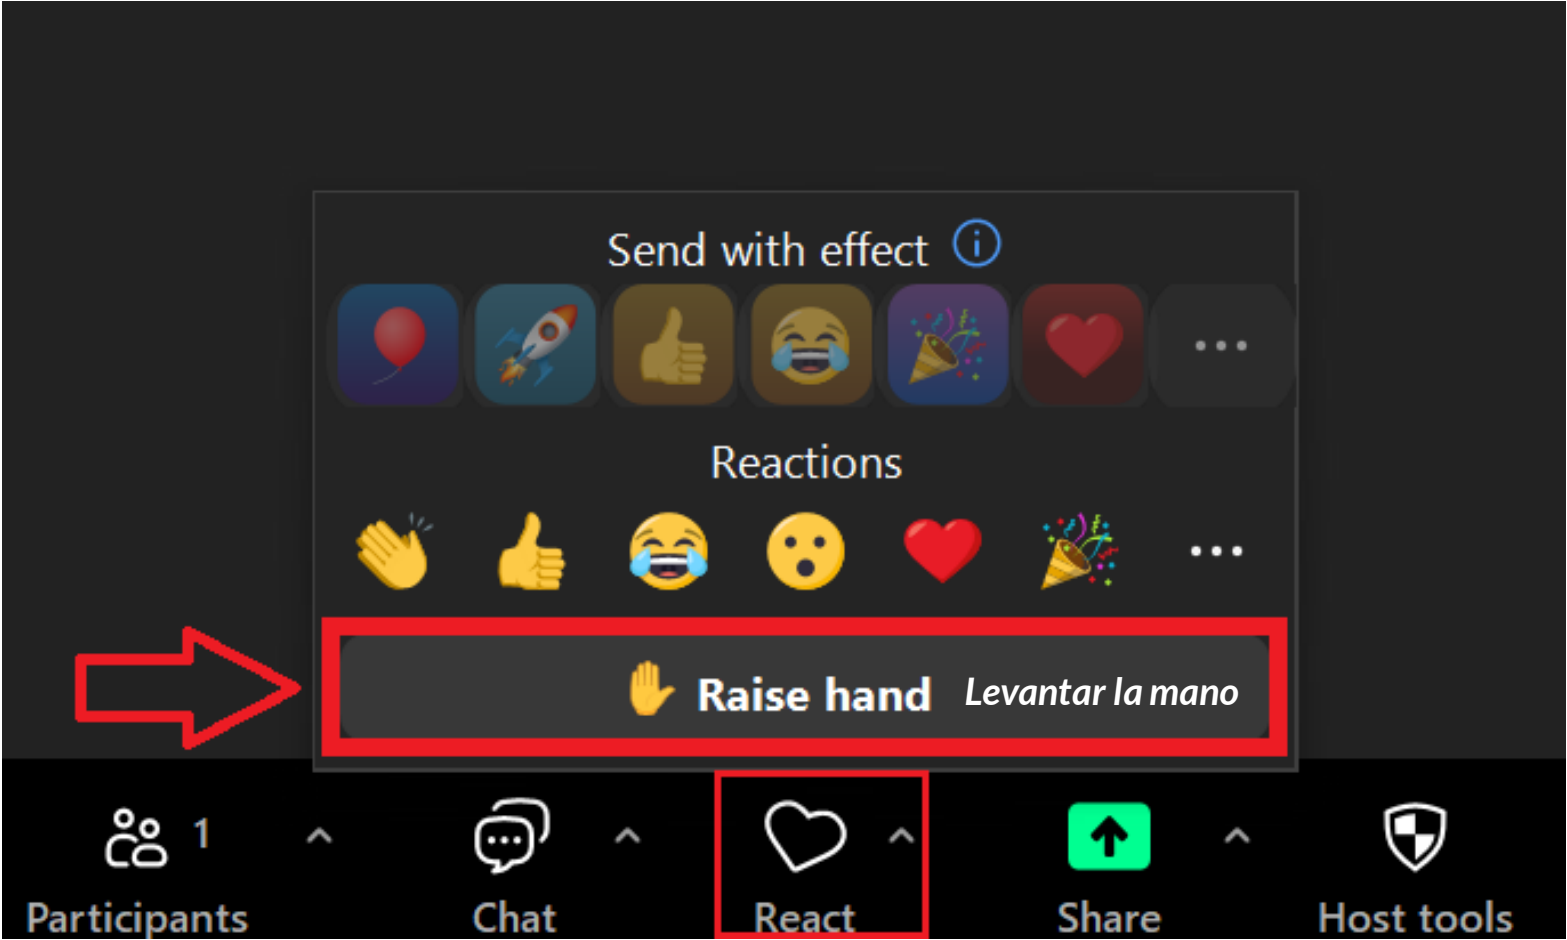 Send with effect
Reactions
Raise hand Levantar la mano
1
Participants Chat React Share Host tools